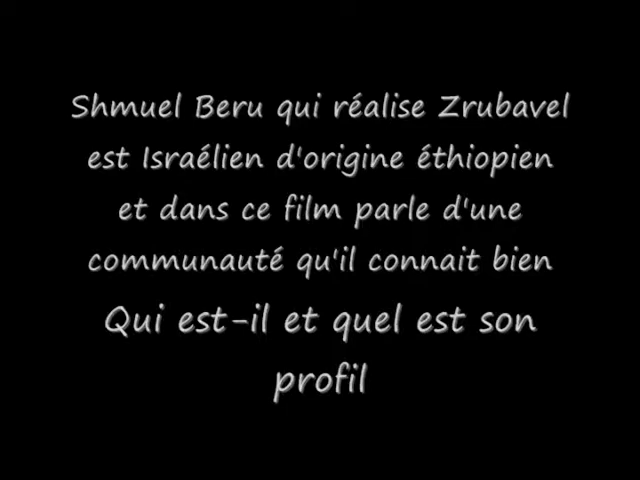 Shmuel Beru qui réalise Zrubavel
est Israélien d'origine éthiopien
et dans ce film parle d'une
communauté qu'il connait bien
Qui est-il et quel est son
profil